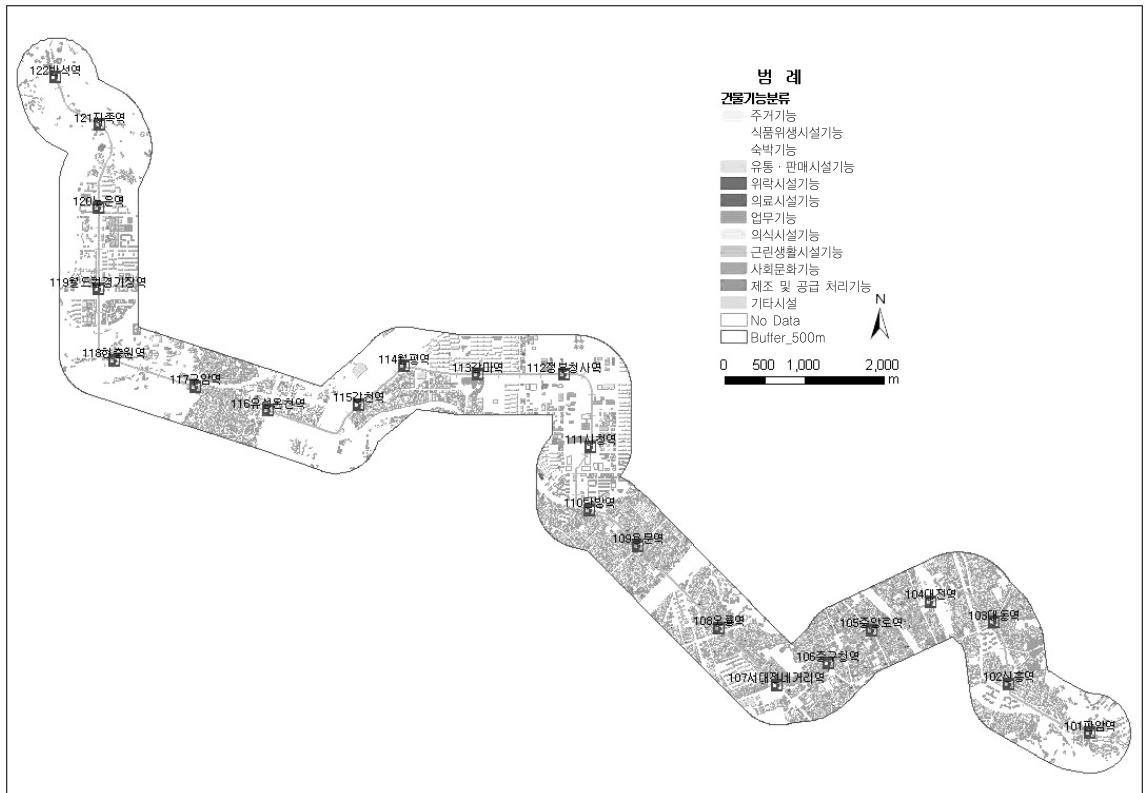 범 례
건물기능분류
주거기능
식품위생시설기능
숙박기능
유통 · 판매시설기능
위락시설기능
의료시설기능
업무기능
의식시설기능
근린생활시설기능
사회문화기능
제조 및 공급 처리기능
기타시설
No Data
Buffer_500m
N
0 500 1,000 2,000
m
122반석역
121지족역
120노은역
119월드컵경기장역
118현충원역
117구암역
116유성온천역
115갑천역
114월평역
113갈마역
112정부청사역
111시청역
110탄방역
109용문역
108오룡역
107서대전네거리역
106중구청역
105중앙로역
104대전역
103대동역
102신흥역
101판암역